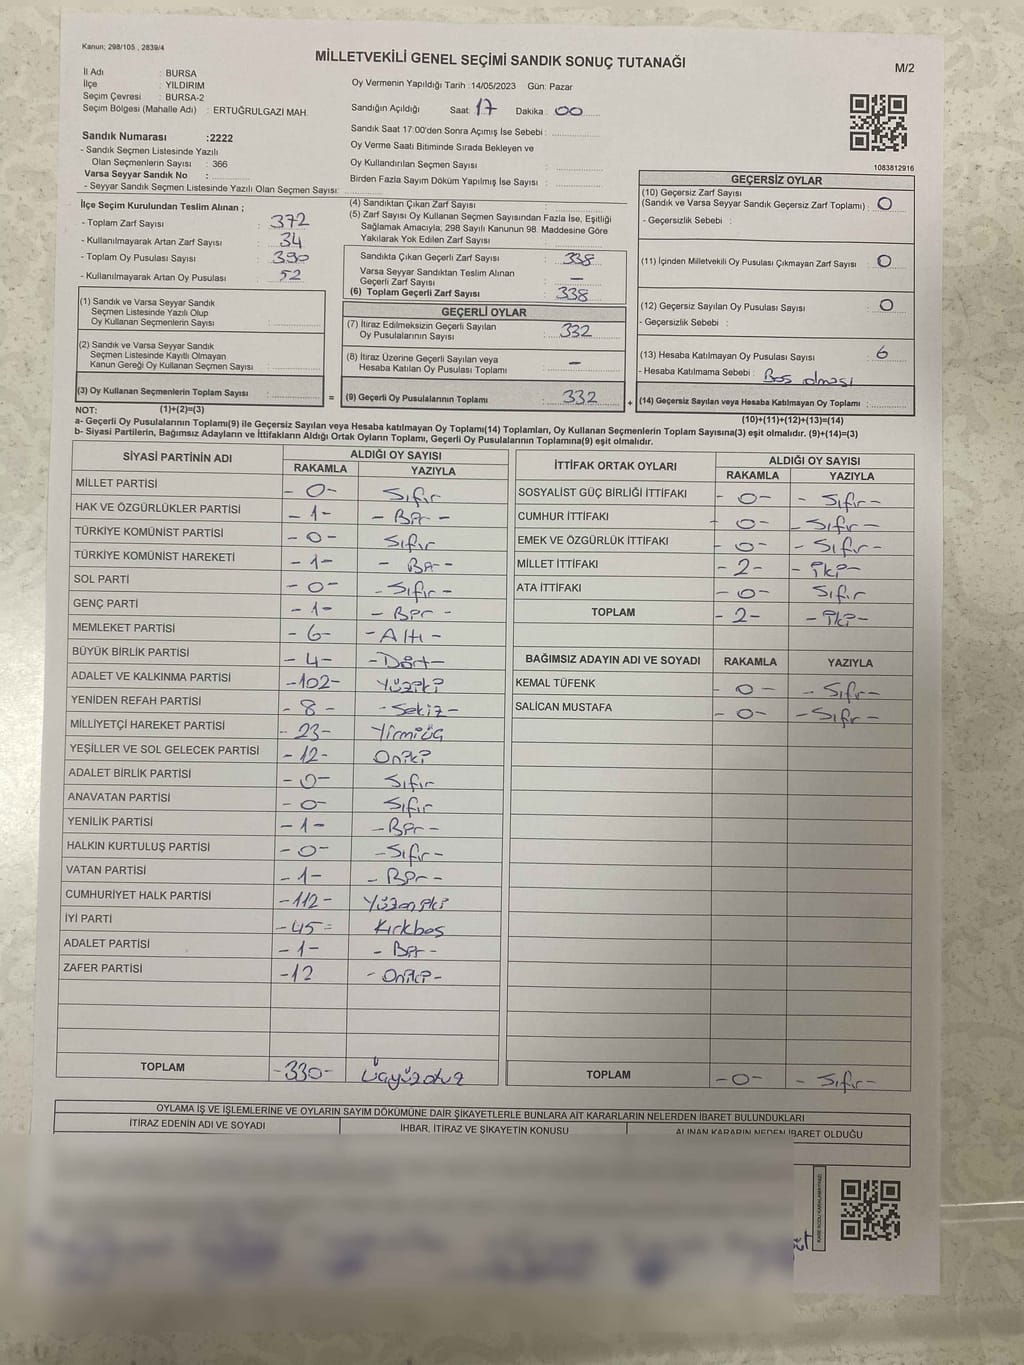 Kanun; 298/105 , 2839/4
MİLLETVEKİLİ GENEL SEÇİMİ SANDIK SONUÇ TUTANAĞI
M/2
İl Adı : BURSA
İlçe : YILDIRIM
Seçim Çevresi : BURSA-2
Seçim Bölgesi (Mahalle Adı) : ERTUĞRULGAZİ MAH.
Sandık Numarası :2222
- Sandık Seçmen Listesinde Yazılı
Olan Seçmenlerin Sayısı : 366
Varsa Seyyar Sandık No :
- Seyyar Sandık Seçmen Listesinde Yazılı Olan Seçmen Sayısı:
Oy Vermenin Yapıldığı Tarih :14/05/2023 Gün: Pazar
Sandığın Açıldığı Saat: 17 Dakika : 00
Sandık Saat 17:00'den Sonra Açımış İse Sebebi :
Oy Verme Saati Bitiminde Sırada Bekleyen ve
Oy Kullandırılan Seçmen Sayısı :
Birden Fazla Sayım Döküm Yapılmış İse Sayısı :
1083812916
İlçe Seçim Kurulundan Teslim Alınan ;
- Toplam Zarf Sayısı : 372
- Kullanılmayarak Artan Zarf Sayısı : 34
- Toplam Oy Pusulası Sayısı : 390
- Kullanılmayarak Artan Oy Pusulası : 52
(1) Sandık ve Varsa Seyyar Sandık
Seçmen Listesinde Yazılı Olup
Oy Kullanan Seçmenlerin Sayısı :
(2) Sandık ve Varsa Seyyar Sandık
Seçmen Listesinde Kayıtlı Olmayan
Kanun Gereği Oy Kullanan Seçmen Sayısı :
(3) Oy Kullanan Seçmenlerin Toplam Sayısı :
(4) Sandıktan Çıkan Zarf Sayısı :
(5) Zarf Sayısı Oy Kullanan Seçmen Sayısından Fazla İse, Eşitliği
Sağlamak Amacıyla; 298 Sayılı Kanunun 98. Maddesine Göre
Yakılarak Yok Edilen Zarf Sayısı :
Sandıkta Çıkan Geçerli Zarf Sayısı : 338
Varsa Seyyar Sandıktan Teslim Alınan
Geçerli Zarf Sayısı : —
(6) Toplam Geçerli Zarf Sayısı : 338
GEÇERLİ OYLAR
(7) İtiraz Edilmeksizin Geçerli Sayılan
Oy Pusulalarının Sayısı : 332
(8) İtiraz Üzerine Geçerli Sayılan veya
Hesaba Katılan Oy Pusulası Toplamı : —
= (9) Geçerli Oy Pusulalarının Toplamı : 332 +
GEÇERSİZ OYLAR
(10) Geçersiz Zarf Sayısı
(Sandık ve Varsa Seyyar Sandık Geçersiz Zarf Toplamı) : 0
- Geçersizlik Sebebi :
(11) İçinden Milletvekili Oy Pusulası Çıkmayan Zarf Sayısı : 0
(12) Geçersiz Sayılan Oy Pusulası Sayısı : 0
- Geçersizlik Sebebi :
(13) Hesaba Katılmayan Oy Pusulası Sayısı : 6
- Hesaba Katılmama Sebebi : Boş olması
(14) Geçersiz Sayılan veya Hesaba Katılmayan Oy Toplamı :
NOT: (1)+(2)=(3)
(10)+(11)+(12)+(13)=(14)
a- Geçerli Oy Pusulalarının Toplamı(9) ile Geçersiz Sayılan veya Hesaba katılmayan Oy Toplamı(14) Toplamları, Oy Kullanan Seçmenlerin Toplam Sayısına(3) eşit olmalıdır. (9)+(14)=(3)
b- Siyasi Partilerin, Bağımsız Adayların ve İttifakların Aldığı Ortak Oyların Toplamı, Geçerli Oy Pusulalarının Toplamına(9) eşit olmalıdır.
SİYASİ PARTİNİN ADI
ALDIĞI OY SAYISI
RAKAMLA YAZIYLA
MİLLET PARTİSİ - 0 - Sıfır
HAK VE ÖZGÜRLÜKLER PARTİSİ - 1 - - Bir -
TÜRKİYE KOMÜNİST PARTİSİ - 0 - Sıfır
TÜRKİYE KOMÜNİST HAREKETİ - 1 - - Bir -
SOL PARTİ - 0 - - Sıfır -
GENÇ PARTİ - 1 - - Bir -
MEMLEKET PARTİSİ - 6 - - Altı -
BÜYÜK BİRLİK PARTİSİ - 4 - - Dört -
ADALET VE KALKINMA PARTİSİ - 102 - Yüziki
YENİDEN REFAH PARTİSİ - 8 - - Sekiz -
MİLLİYETÇİ HAREKET PARTİSİ - 23 - Yirmiüç
YEŞİLLER VE SOL GELECEK PARTİSİ - 12 - Oniki
ADALET BİRLİK PARTİSİ - 0 - Sıfır
ANAVATAN PARTİSİ - 0 - Sıfır
YENİLİK PARTİSİ - 1 - - Bir -
HALKIN KURTULUŞ PARTİSİ - 0 - - Sıfır -
VATAN PARTİSİ - 1 - - Bir -
CUMHURİYET HALK PARTİSİ - 112 - Yüzoniki
İYİ PARTİ - 45 = Kırkbeş
ADALET PARTİSİ - 1 - - Bir -
ZAFER PARTİSİ - 12 - Oniki -
TOPLAM - 330 - Üçyüzotuz
İTTİFAK ORTAK OYLARI
ALDIĞI OY SAYISI
RAKAMLA YAZIYLA
SOSYALİST GÜÇ BİRLİĞİ İTTİFAKI - 0 - - Sıfır -
CUMHUR İTTİFAKI - 0 - - Sıfır -
EMEK VE ÖZGÜRLÜK İTTİFAKI - 0 - - Sıfır -
MİLLET İTTİFAKI - 2 - - İki -
ATA İTTİFAKI - 0 - Sıfır
TOPLAM - 2 - - İki -
BAĞIMSIZ ADAYIN ADI VE SOYADI RAKAMLA YAZIYLA
KEMAL TÜFENK - 0 - - Sıfır -
SALİCAN MUSTAFA - 0 - - Sıfır -
TOPLAM - 0 - - Sıfır -
OYLAMA İŞ VE İŞLEMLERİNE VE OYLARIN SAYIM DÖKÜMÜNE DAİR ŞİKAYETLERLE BUNLARA AİT KARARLARIN NELERDEN İBARET BULUNDUKLARI
İTİRAZ EDENİN ADI VE SOYADI İHBAR, İTİRAZ VE ŞİKAYETİN KONUSU ALINAN KARARIN NEDEN İBARET OLDUĞU